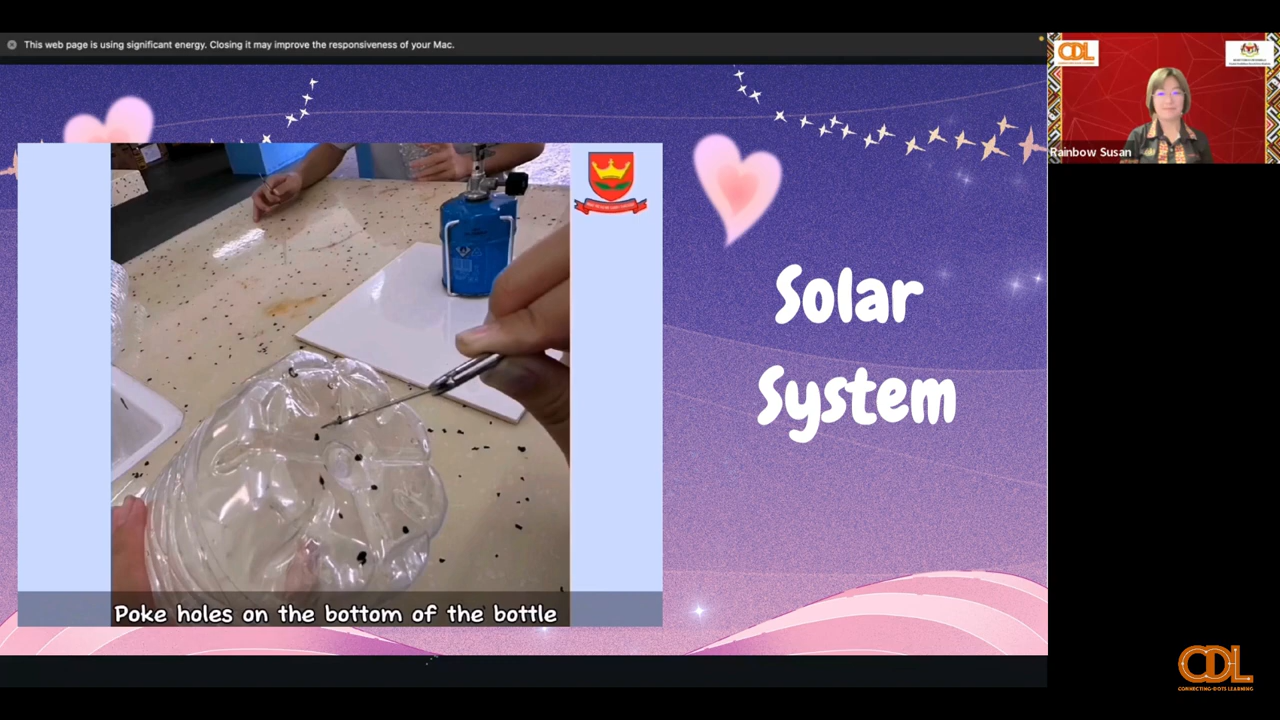 This web page is using significant energy. Closing it may improve the responsiveness of your Mac.
CDL
Rainbow Susan
Solar
System
Poke holes on the bottom of the bottle
CDL
CONNECTING-DOTS LEARNING